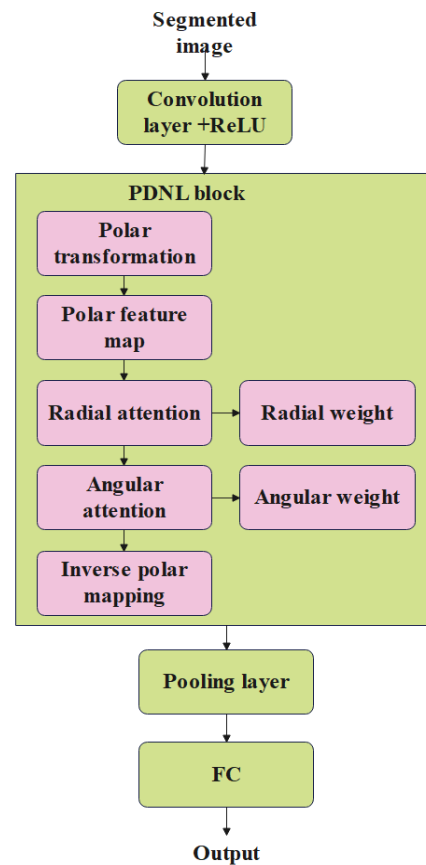 Segmented
image
Convolution
layer +ReLU
PDNL block
Polar
transformation
Polar feature
map
Radial attention
Radial weight
Angular
attention
Angular weight
Inverse polar
mapping
Pooling layer
FC
Output